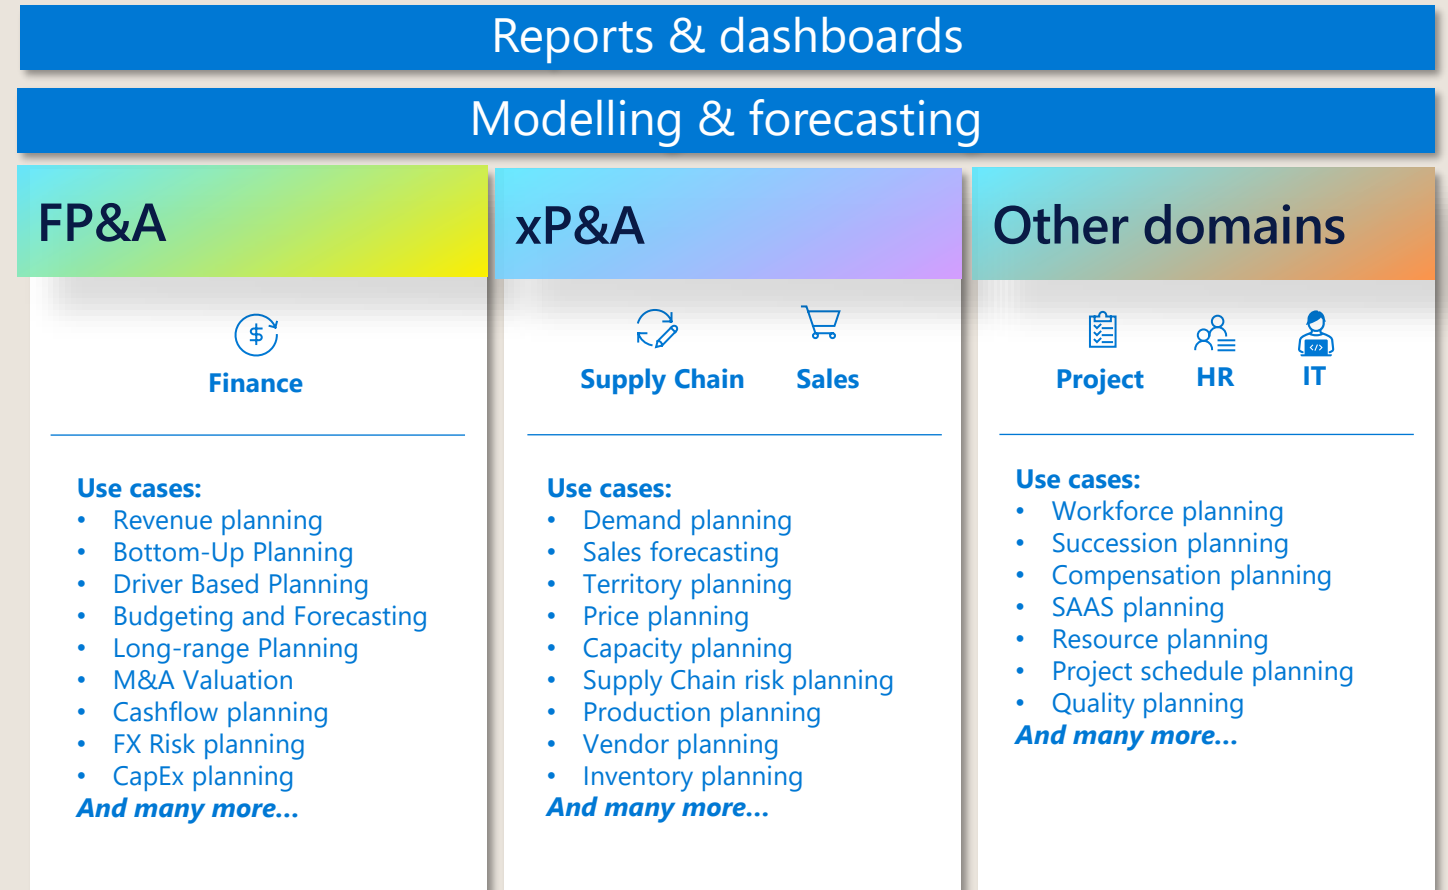 Reports & dashboards
Modelling & forecasting
FP&A
Finance
Use cases:
• Revenue planning
• Bottom-Up Planning
• Driver Based Planning
• Budgeting and Forecasting
• Long-range Planning
• M&A Valuation
• Cashflow planning
• FX Risk planning
• CapEx planning
And many more...
xP&A
Supply Chain
Sales
Use cases:
• Demand planning
• Sales forecasting
• Territory planning
• Price planning
• Capacity planning
• Supply Chain risk planning
• Production planning
• Vendor planning
• Inventory planning
And many more...
Other domains
Project
HR
IT
Use cases:
• Workforce planning
• Succession planning
• Compensation planning
• SAAS planning
• Resource planning
• Project schedule planning
• Quality planning
And many more...